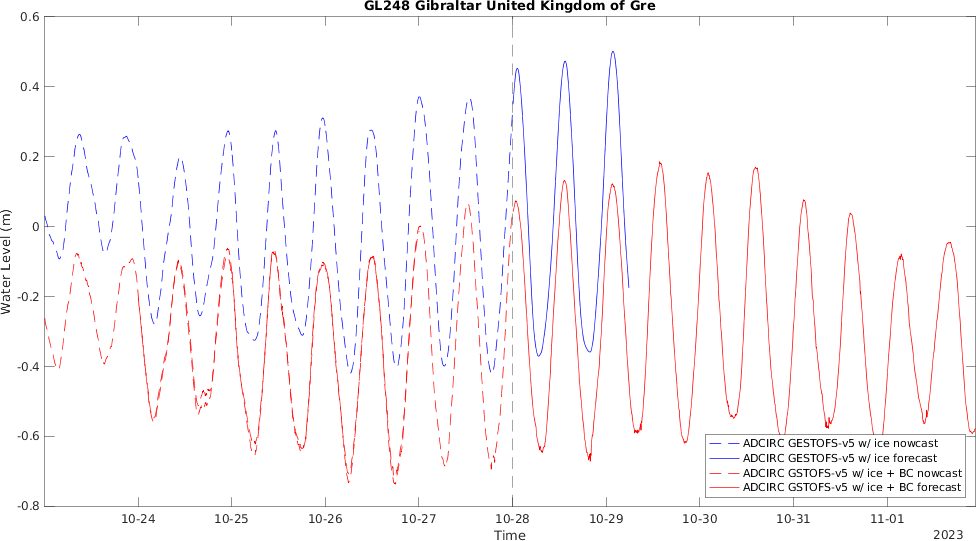 GL248 Gibraltar United Kingdom of Gre
0.6
0.4
0.2
0
-0.2
-0.4
-0.6
-0.8
Water Level (m)
10-24 10-25 10-26 10-27 10-28 10-29 10-30 10-31 11-01
Time
2023
ADCIRC GESTOFS-v5 w/ ice nowcast
ADCIRC GESTOFS-v5 w/ ice forecast
ADCIRC GSTOFS-v5 w/ ice + BC nowcast
ADCIRC GSTOFS-v5 w/ ice + BC forecast